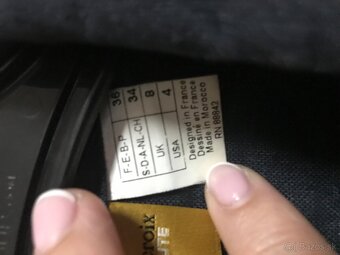 36 34 8 4
F-E-B-P S-D-A-NL-CH UK USA
Designed in France
Dessiné en France
Made in Morocco
RN 88842
croix